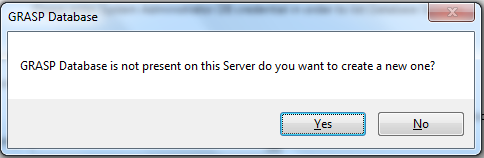 GRASP Database
GRASP Database is not present on this Server do you want to create a new one?
Yes
No